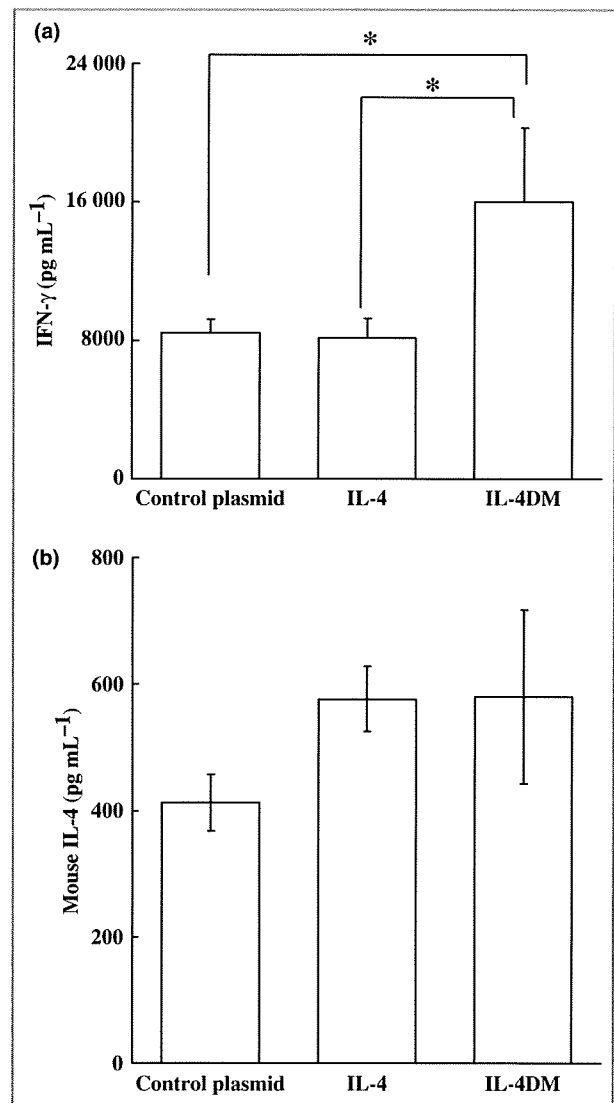 (a)
*
*
24 000
16 000
8000
0
IFN-γ (pg mL⁻¹)
Control plasmid IL-4 IL-4DM
(b)
800
600
400
200
0
Mouse IL-4 (pg mL⁻¹)
Control plasmid IL-4 IL-4DM